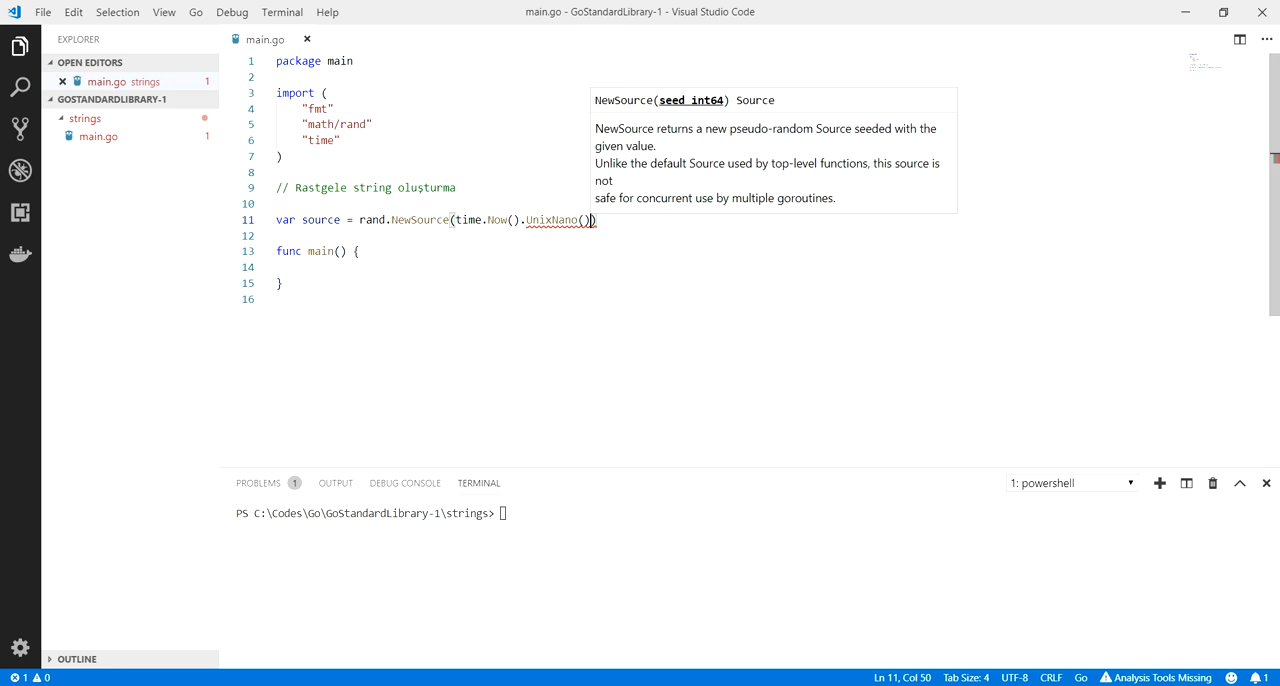 File Edit Selection View Go Debug Terminal Help
main.go - GoStandardLibrary-1 - Visual Studio Code
EXPLORER
OPEN EDITORS
main.go strings 1
GOSTANDARDLIBRARY-1
strings
main.go 1
OUTLINE
main.go
1 package main
2
3 import (
4 "fmt"
5 "math/rand"
6 "time"
7 )
8
9 // Rastgele string oluşturma
10
11 var source = rand.NewSource(time.Now().UnixNano())
12
13 func main() {
14
15 }
16
NewSource(seed int64) Source
NewSource returns a new pseudo-random Source seeded with the
given value.
Unlike the default Source used by top-level functions, this source is
not
safe for concurrent use by multiple goroutines.
PROBLEMS 1 OUTPUT DEBUG CONSOLE TERMINAL
1: powershell
PS C:\Codes\Go\GoStandardLibrary-1\strings>
1 0
Ln 11, Col 50 Tab Size: 4 UTF-8 CRLF Go Analysis Tools Missing 1